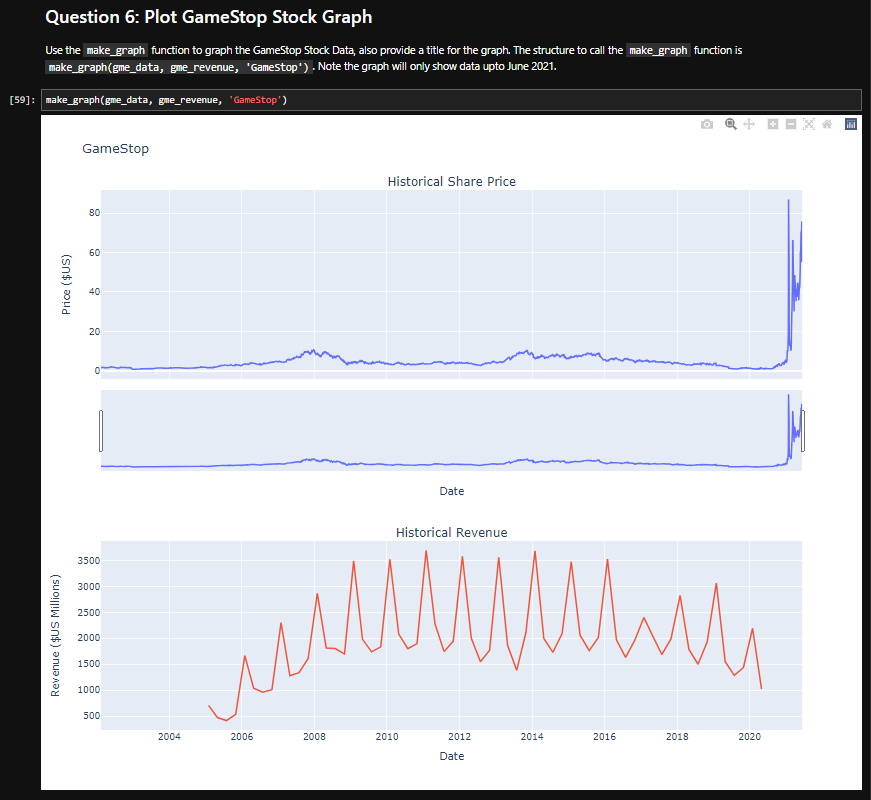 Question 6: Plot GameStop Stock Graph
Use the make_graph function to graph the GameStop Stock Data, also provide a title for the graph. The structure to call the make_graph function is
make_graph(gme_data, gme_revenue, 'GameStop'). Note the graph will only show data upto June 2021.
[59]: make_graph(gme_data, gme_revenue, 'GameStop')
GameStop
Historical Share Price
80
60
40
20
0
Price ($US)
Date
Historical Revenue
3500
3000
2500
2000
1500
1000
500
Revenue ($US Millions)
2004 2006 2008 2010 2012 2014 2016 2018 2020
Date